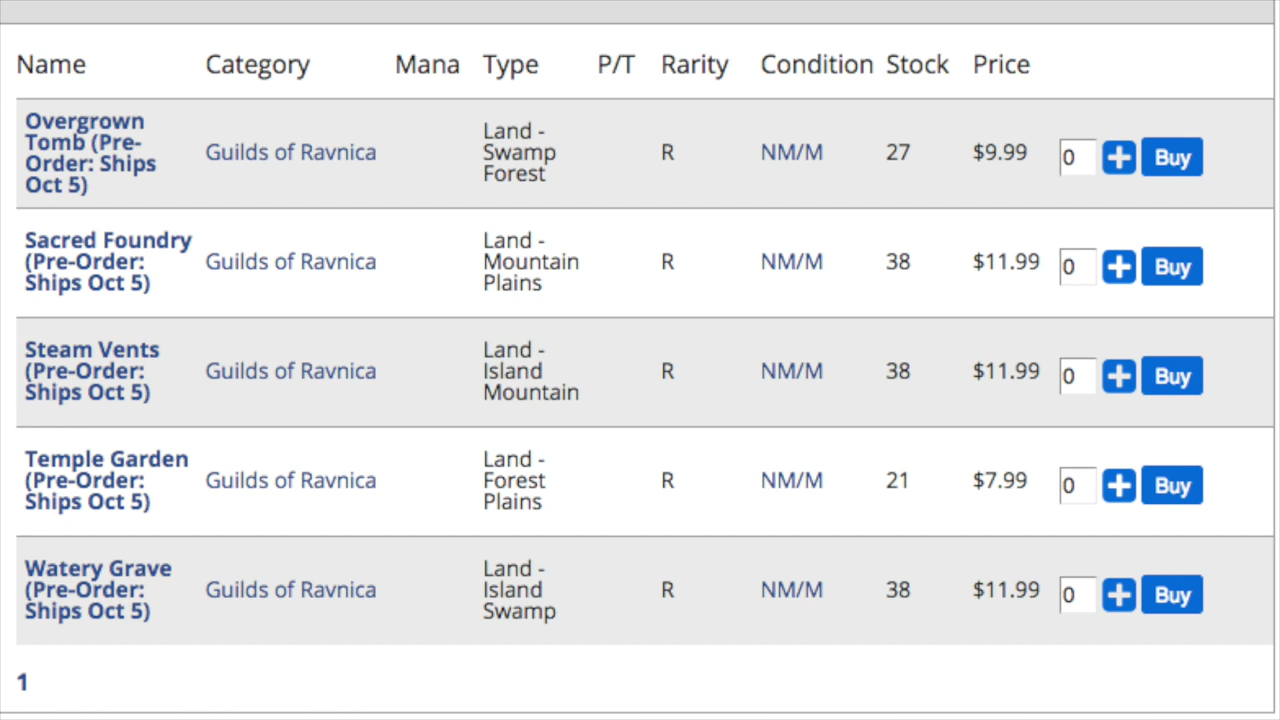 Name Category Mana Type P/T Rarity Condition Stock Price
Overgrown
Tomb (Pre-
Order: Ships
Oct 5)
Guilds of Ravnica
Land -
Swamp
Forest
R
NM/M
27
$9.99
0
Buy
Sacred Foundry
(Pre-Order:
Ships Oct 5)
Guilds of Ravnica
Land -
Mountain
Plains
R
NM/M
38
$11.99
0
Buy
Steam Vents
(Pre-Order:
Ships Oct 5)
Guilds of Ravnica
Land -
Island
Mountain
R
NM/M
38
$11.99
0
Buy
Temple Garden
(Pre-Order:
Ships Oct 5)
Guilds of Ravnica
Land -
Forest
Plains
R
NM/M
21
$7.99
0
Buy
Watery Grave
(Pre-Order:
Ships Oct 5)
Guilds of Ravnica
Land -
Island
Swamp
R
NM/M
38
$11.99
0
Buy
1